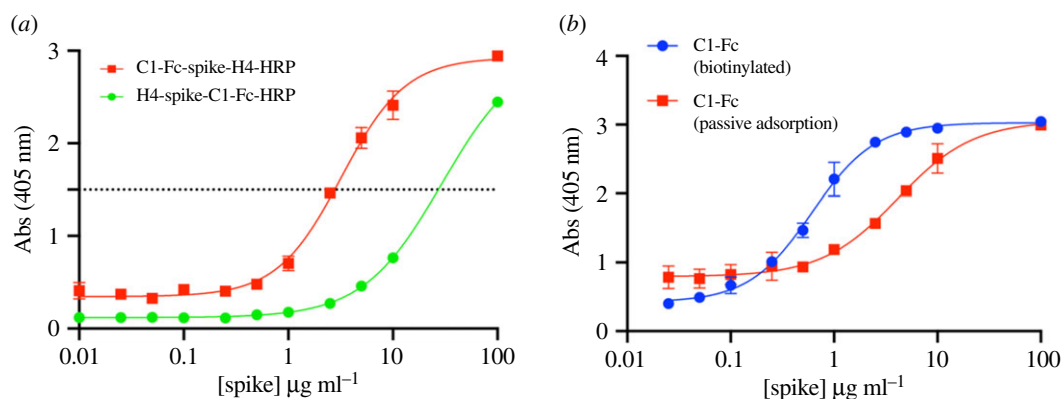 (a)
3
2
1
0
Abs (405 nm)
C1-Fc-spike-H4-HRP
H4-spike-C1-Fc-HRP
0.01 0.1 1 10 100
[spike] µg ml⁻¹
(b)
4
3
2
1
0
Abs (405 nm)
C1-Fc
(biotinylated)
C1-Fc
(passive adsorption)
0.01 0.1 1 10 100
[spike] µg ml⁻¹